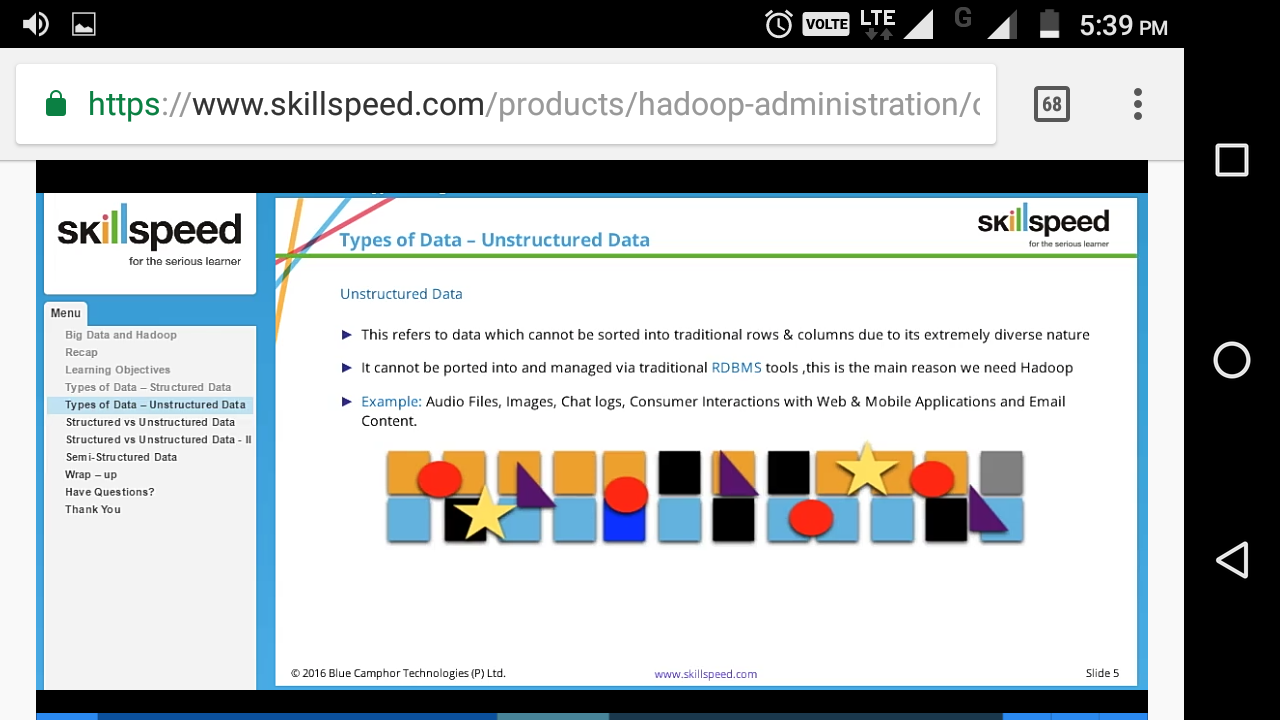 VOLTE LTE G 5:39 PM
https://www.skillspeed.com/products/hadoop-administration/
68
skillspeed
for the serious learner
Menu
Big Data and Hadoop
Recap
Learning Objectives
Types of Data – Structured Data
Types of Data – Unstructured Data
Structured vs Unstructured Data
Structured vs Unstructured Data - II
Semi-Structured Data
Wrap – up
Have Questions?
Thank You
Types of Data – Unstructured Data
skillspeed
for the serious learner
Unstructured Data
This refers to data which cannot be sorted into traditional rows & columns due to its extremely diverse nature
It cannot be ported into and managed via traditional RDBMS tools ,this is the main reason we need Hadoop
Example: Audio Files, Images, Chat logs, Consumer Interactions with Web & Mobile Applications and Email
Content.
© 2016 Blue Camphor Technologies (P) Ltd.
www.skillspeed.com
Slide 5